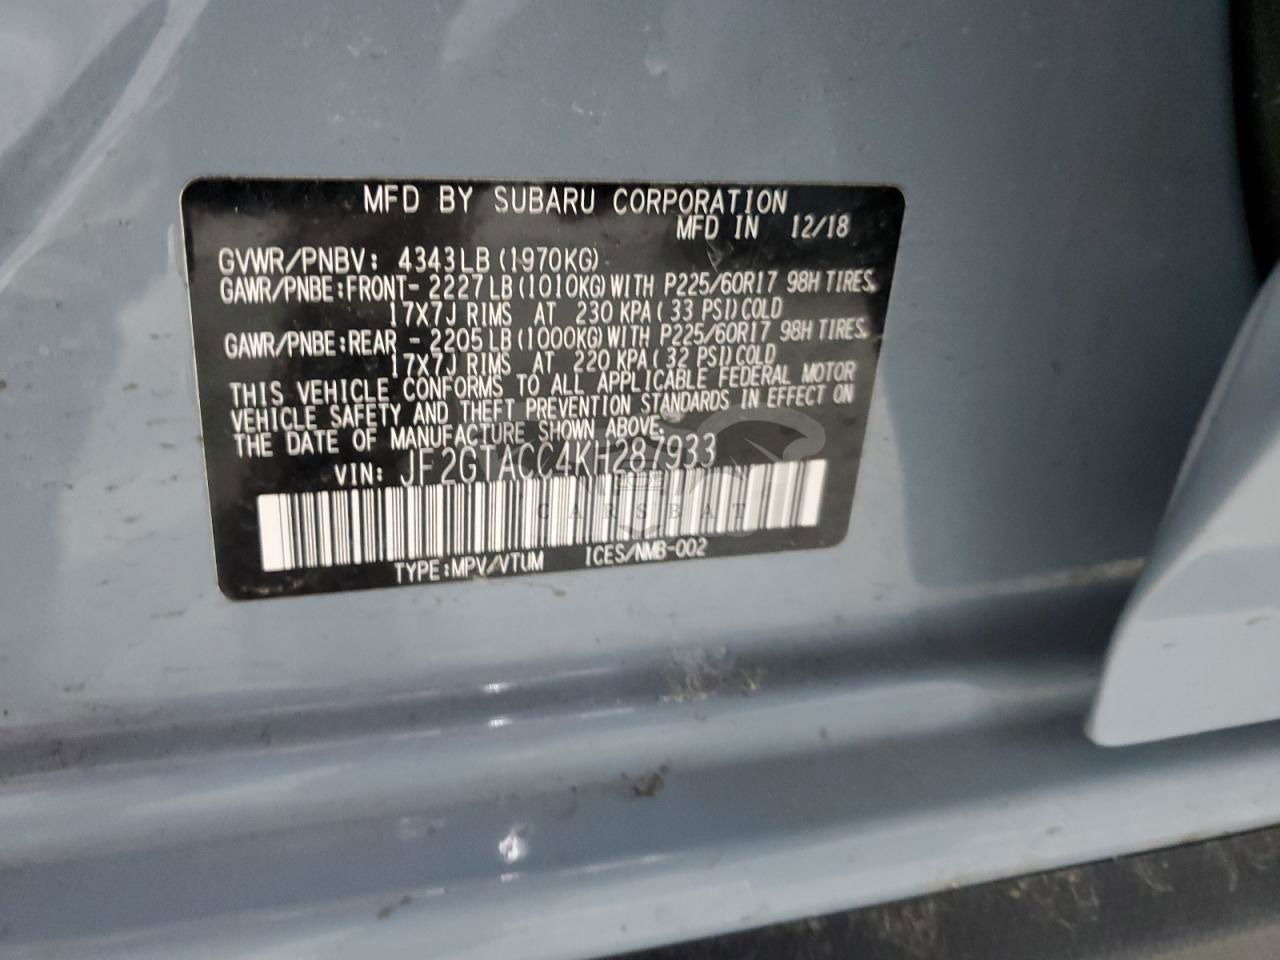 MFD BY SUBARU CORPORATION
MFD IN 12/18
GVWR/PNBV: 4343LB (1970KG)
GAWR/PNBE:FRONT- 2227LB (1010KG) WITH P225/60R17 98H TIRES,
17X7J RIMS AT 230 KPA ( 33 PSI) COLD
GAWR/PNBE:REAR - 2205LB (1000KG) WITH P225/60R17 98H TIRES,
17X7J RIMS AT 220 KPA ( 32 PSI) COLD
THIS VEHICLE CONFORMS TO ALL APPLICABLE FEDERAL MOTOR
VEHICLE SAFETY AND THEFT PREVENTION STANDARDS IN EFFECT ON
THE DATE OF MANUFACTURE SHOWN ABOVE.
VIN: JF2GTACC4KH287933
CARSBAT
TYPE:MPV/VTUM ICES/NMB-002